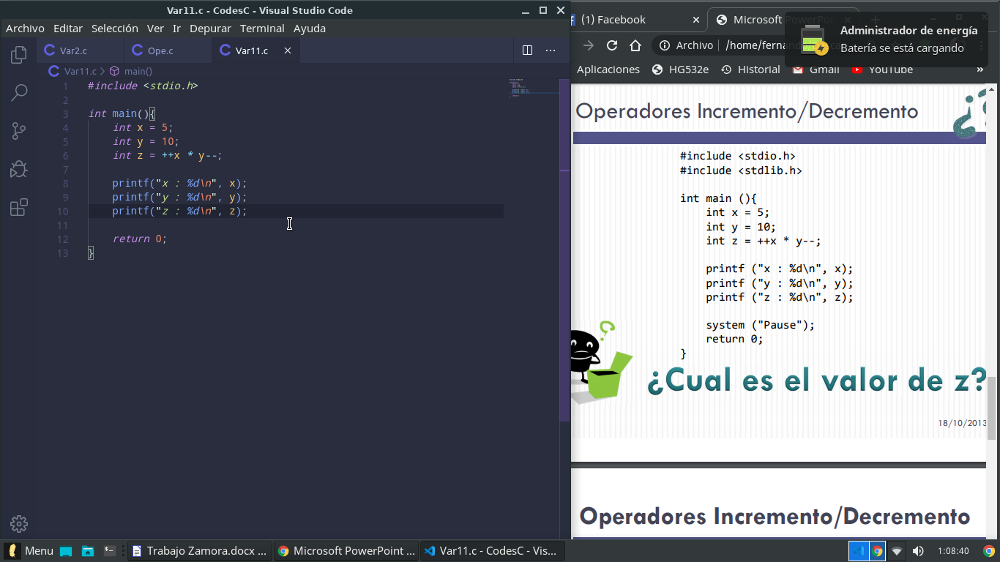 Var11.c - CodesC - Visual Studio Code
Archivo Editar Selección Ver Ir Depurar Terminal Ayuda
Var2.c Ope.c Var11.c
Var11.c > main()
1 #include <stdio.h>
2
3 int main(){
4 int x = 5;
5 int y = 10;
6 int z = ++x * y--;
7
8 printf("x : %d\n", x);
9 printf("y : %d\n", y);
10 printf("z : %d\n", z);
11
12 return 0;
13 }
(1) Facebook Microsoft
Administrador de energía
Batería se está cargando
Archivo /home/fern
Aplicaciones HG532e Historial Gmail YouTube »
Operadores Incremento/Decremento
#include <stdio.h>
#include <stdlib.h>
int main (){
int x = 5;
int y = 10;
int z = ++x * y--;
printf ("x : %d\n", x);
printf ("y : %d\n", y);
printf ("z : %d\n", z);
system ("Pause");
return 0;
}
¿Cual es el valor de z?
18/10/2013
Operadores Incremento/Decremento
Menu Trabajo Zamora.docx ... Microsoft PowerPoint ... Var11.c - CodesC - Vis... 1:08:40